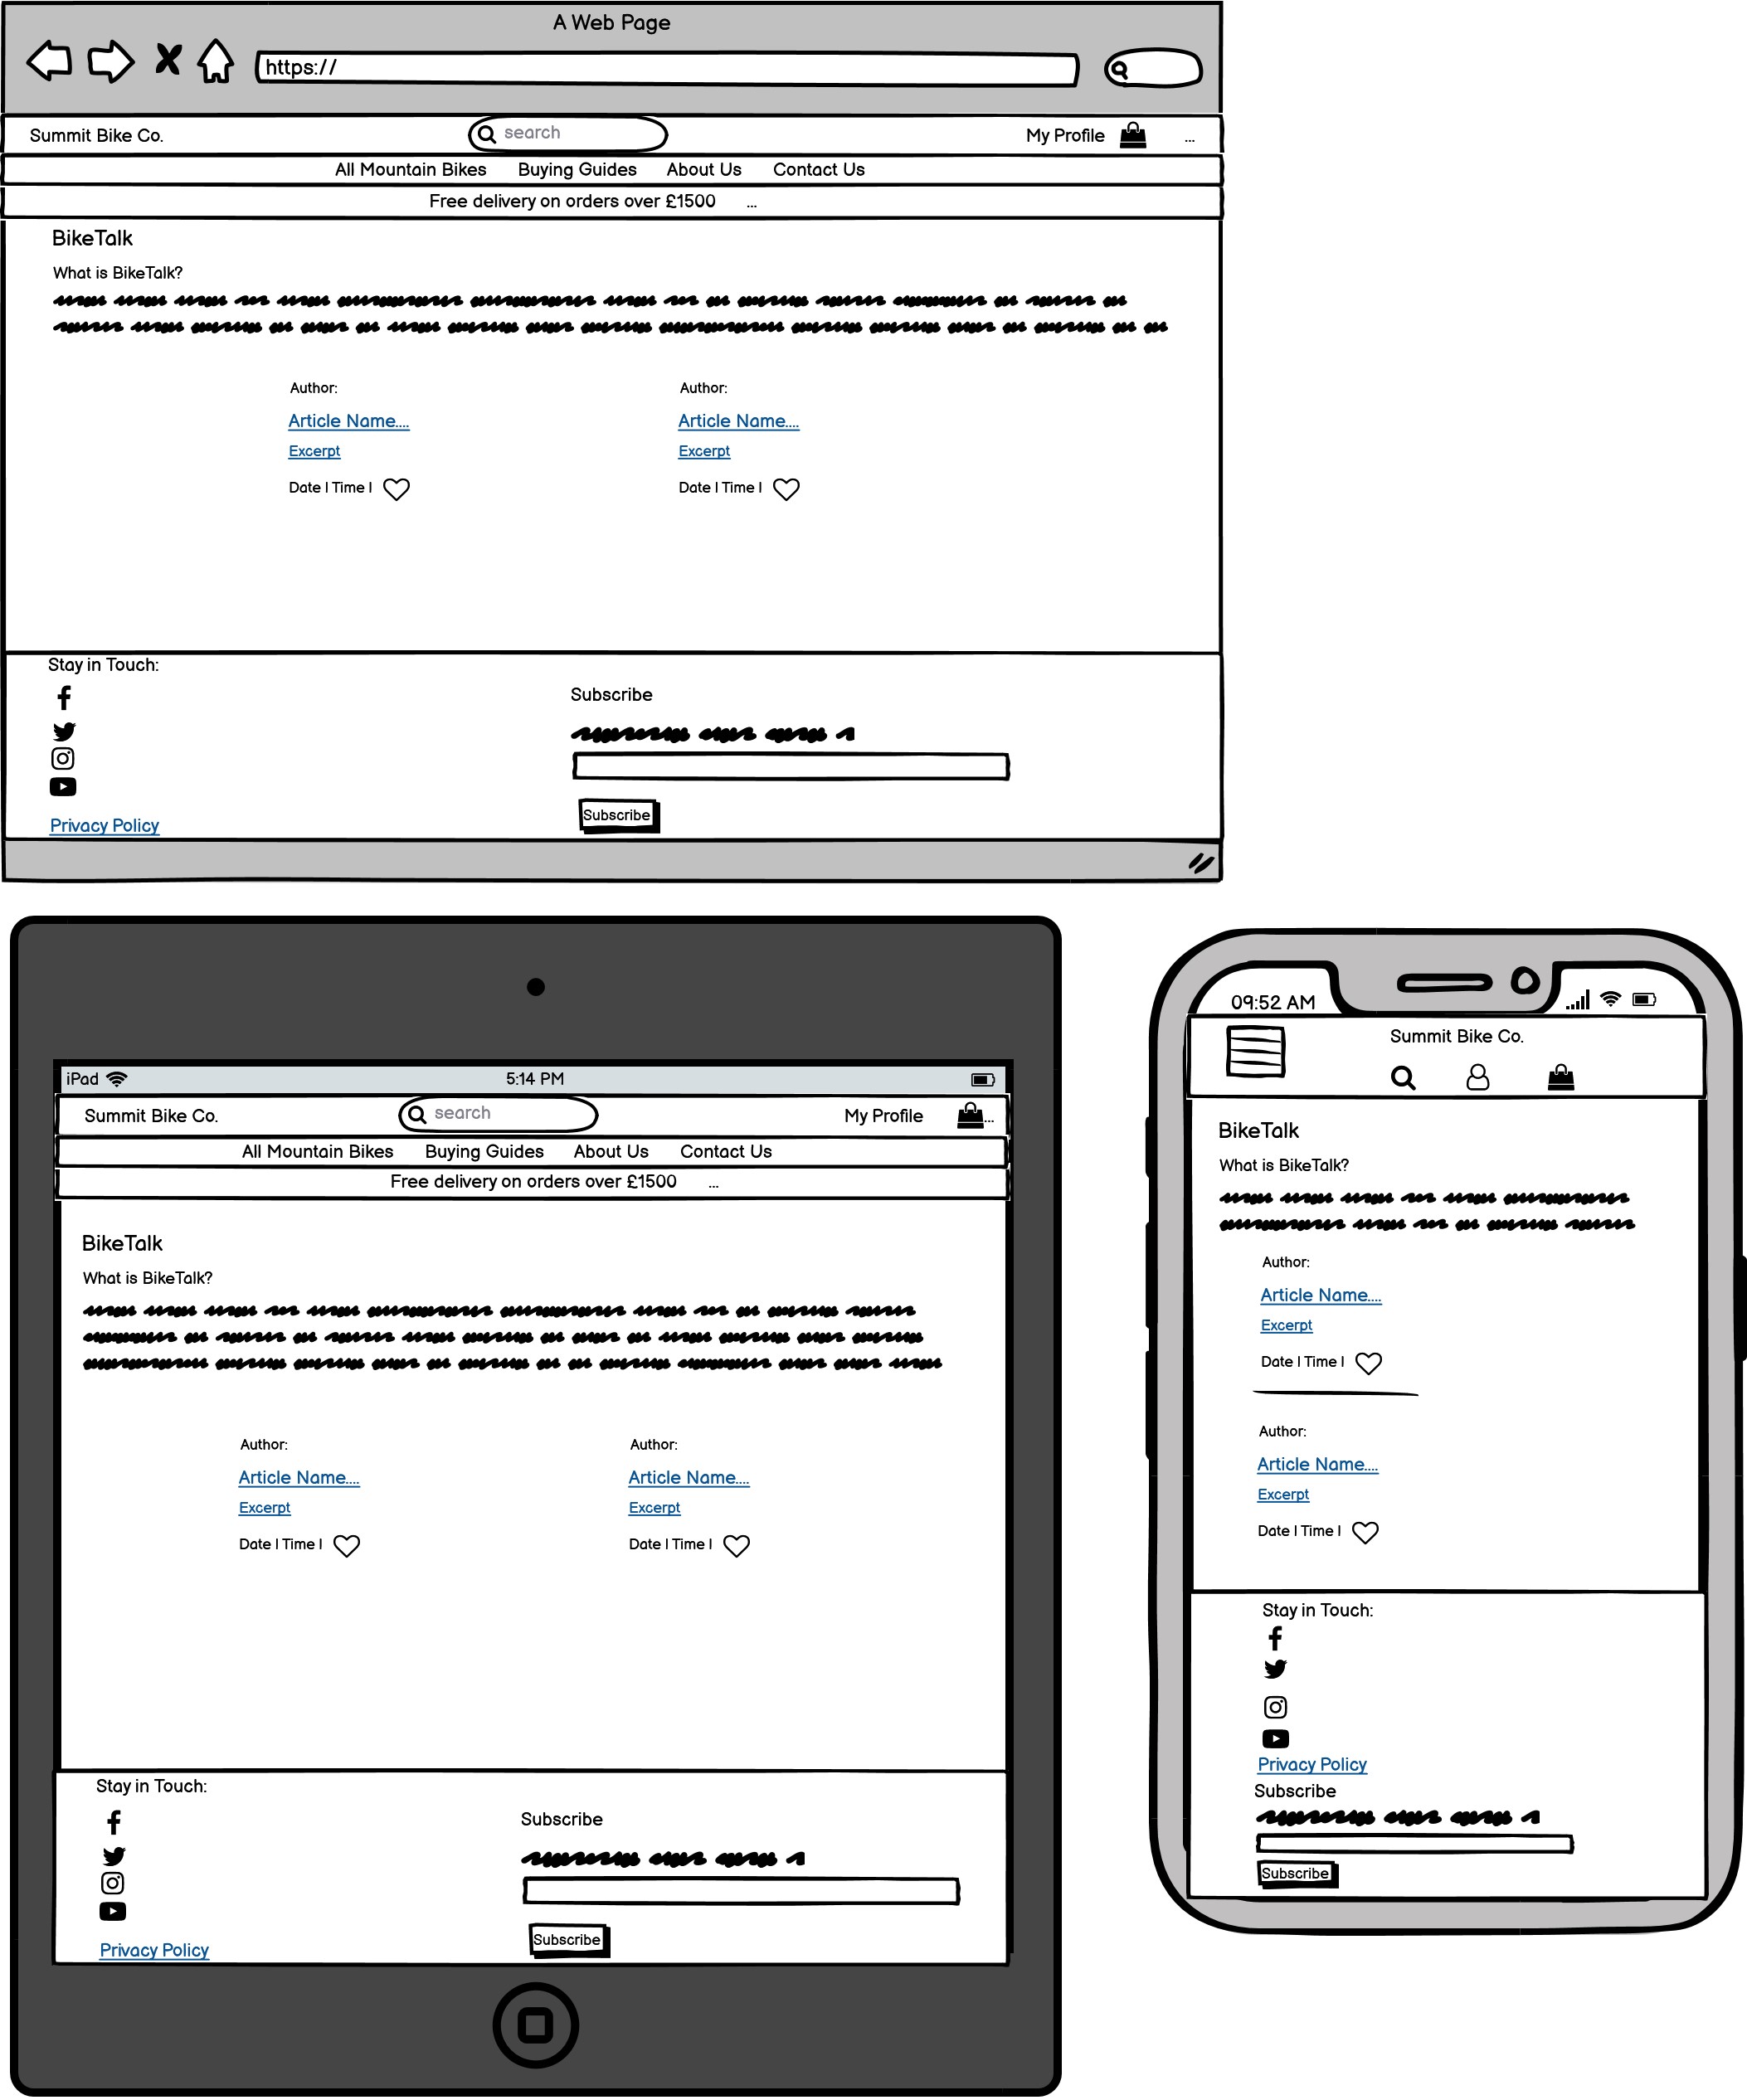 A Web Page
https://
Summit Bike Co. search My Profile ...
All Mountain Bikes Buying Guides About Us Contact Us
Free delivery on orders over £1500 ...
BikeTalk
What is BikeTalk?
Author: Author:
Article Name.... Article Name....
Excerpt Excerpt
Date | Time | Date | Time |
Stay in Touch:
Subscribe
Subscribe
Privacy Policy
iPad 5:14 PM
Summit Bike Co. search My Profile ...
All Mountain Bikes Buying Guides About Us Contact Us
Free delivery on orders over £1500 ...
BikeTalk
What is BikeTalk?
Author: Author:
Article Name.... Article Name....
Excerpt Excerpt
Date | Time | Date | Time |
Stay in Touch:
Subscribe
Subscribe
Privacy Policy
09:52 AM
Summit Bike Co.
BikeTalk
What is BikeTalk?
Author:
Article Name....
Excerpt
Date | Time |
Author:
Article Name....
Excerpt
Date | Time |
Stay in Touch:
Privacy Policy
Subscribe
Subscribe